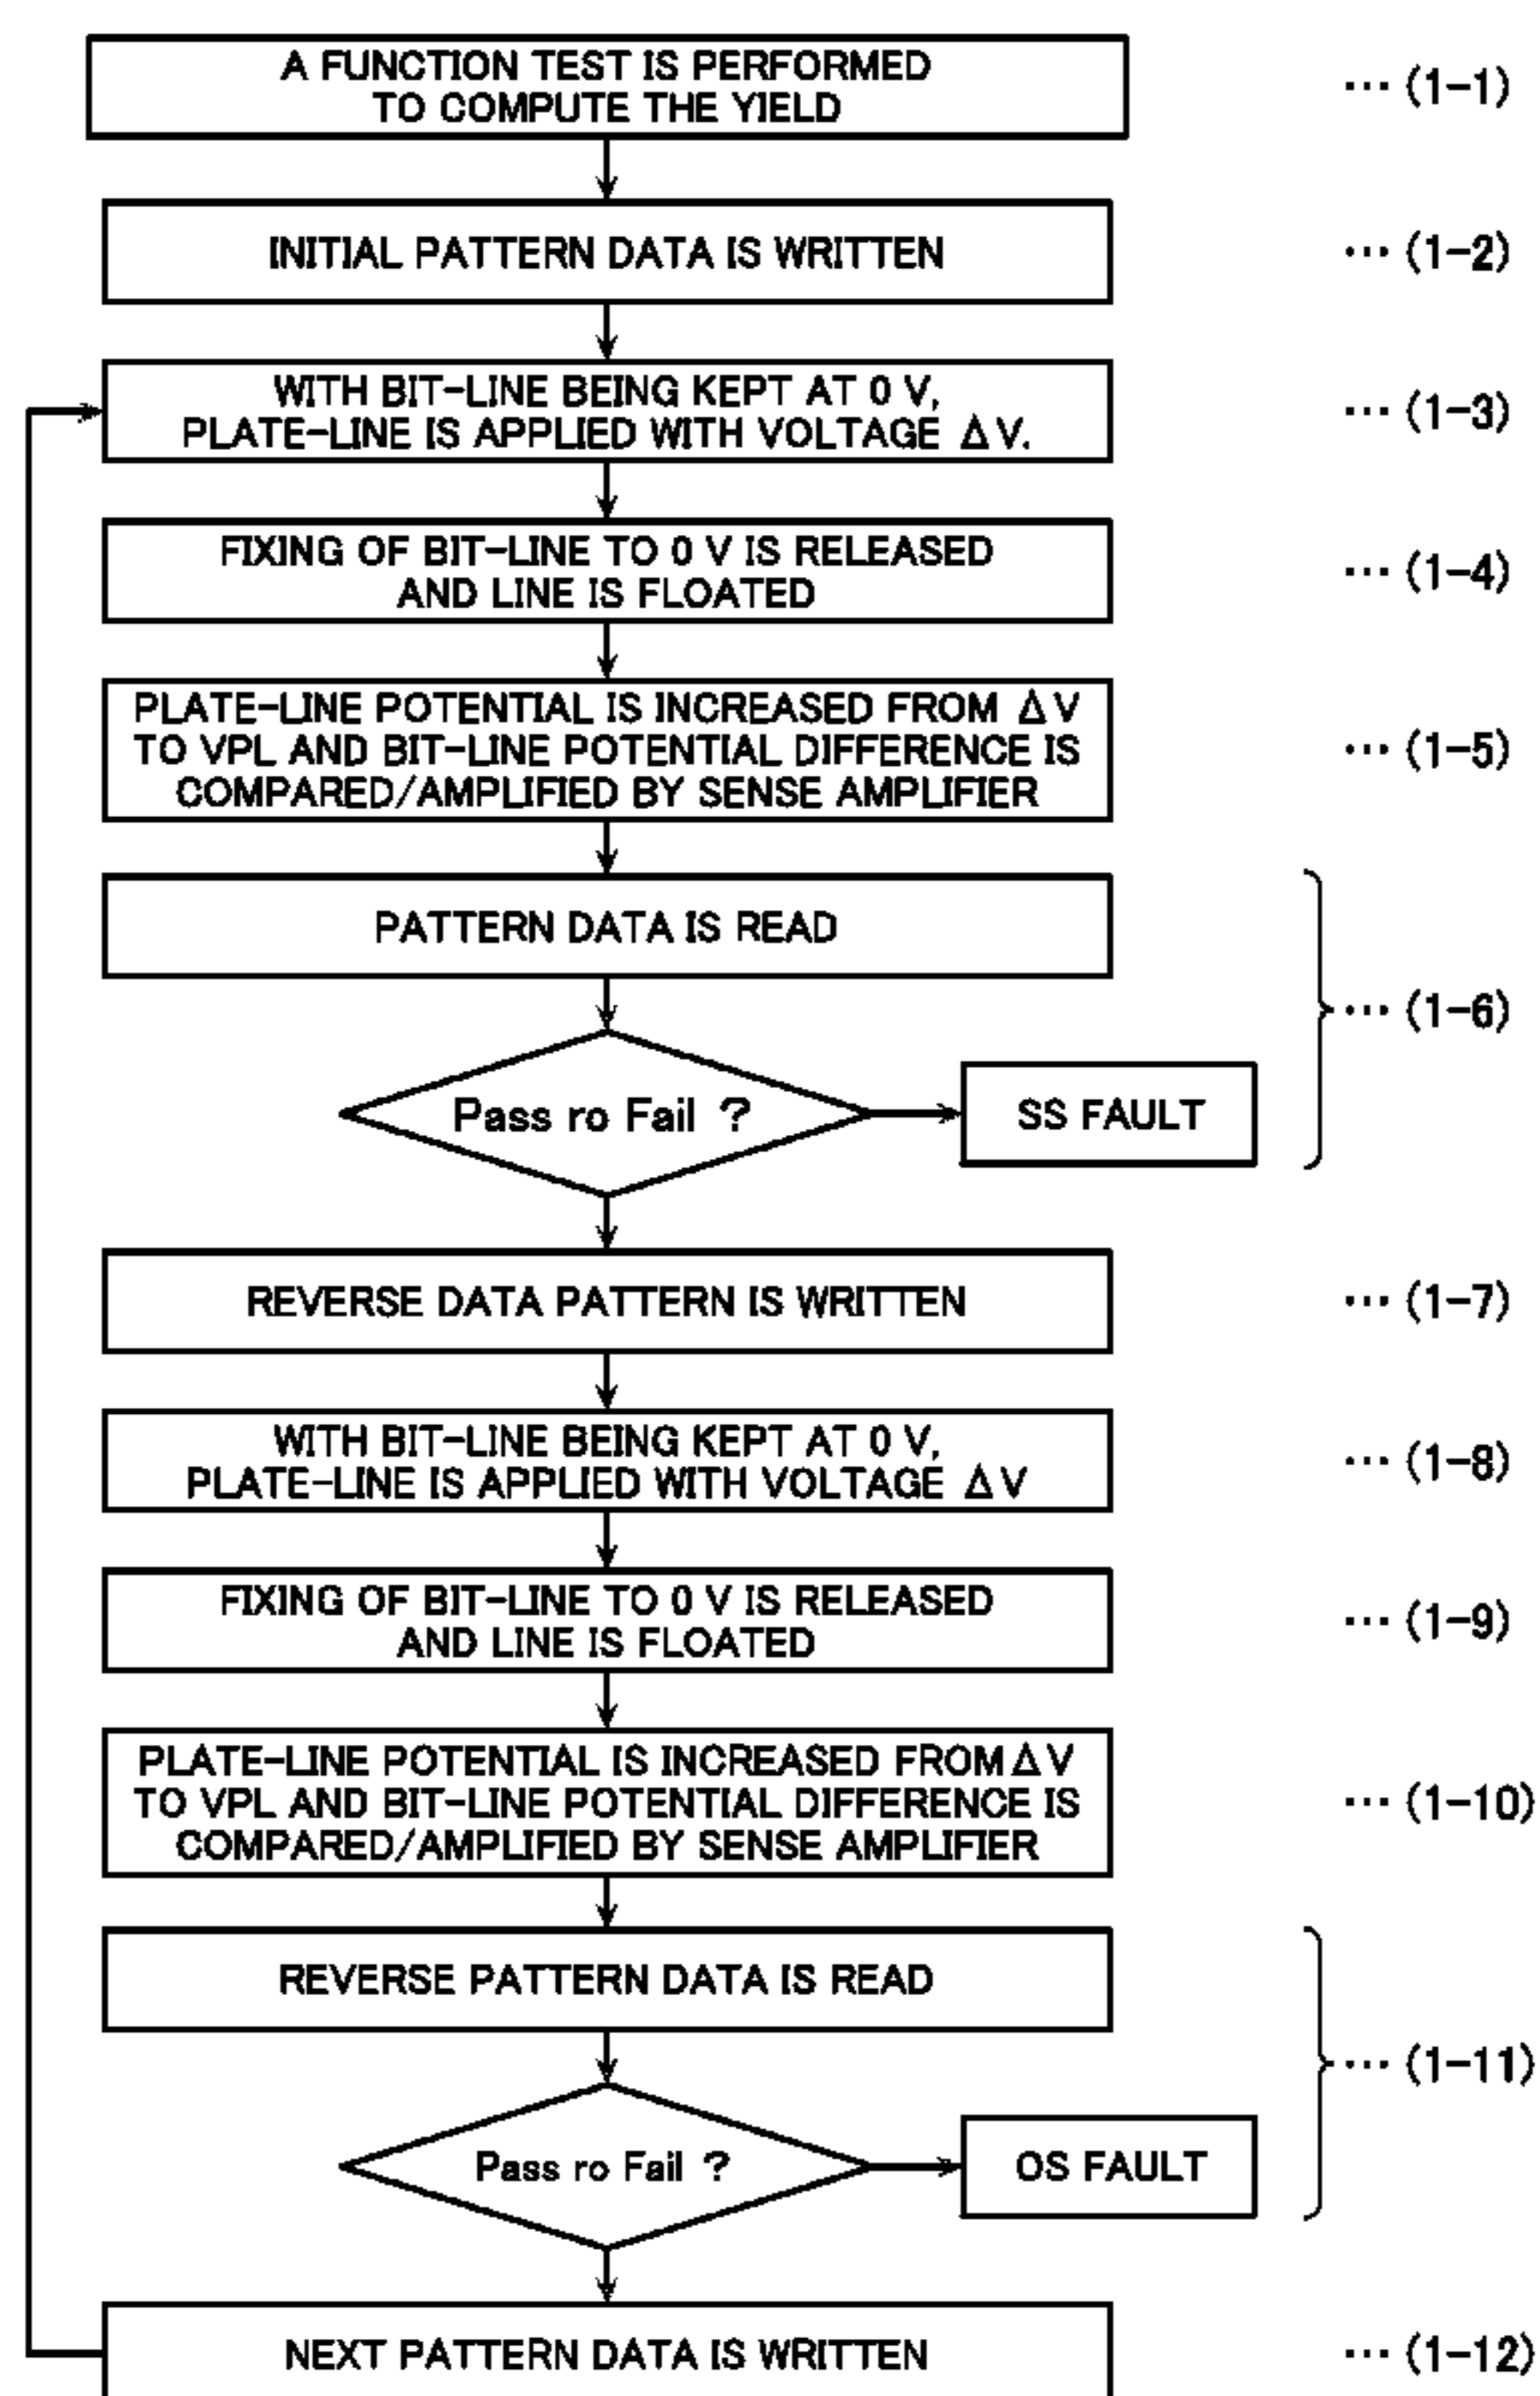 A FUNCTION TEST IS PERFORMED
TO COMPUTE THE YIELD
··· (1-1)
INITIAL PATTERN DATA IS WRITTEN
··· (1-2)
WITH BIT-LINE BEING KEPT AT 0 V,
PLATE-LINE IS APPLIED WITH VOLTAGE ΔV.
··· (1-3)
FIXING OF BIT-LINE TO 0 V IS RELEASED
AND LINE IS FLOATED
··· (1-4)
PLATE-LINE POTENTIAL IS INCREASED FROM ΔV
TO VPL AND BIT-LINE POTENTIAL DIFFERENCE IS
COMPARED/AMPLIFIED BY SENSE AMPLIFIER
··· (1-5)
PATTERN DATA IS READ
··· (1-6)
Pass ro Fail ?
SS FAULT
REVERSE DATA PATTERN IS WRITTEN
··· (1-7)
WITH BIT-LINE BEING KEPT AT 0 V,
PLATE-LINE IS APPLIED WITH VOLTAGE ΔV
··· (1-8)
FIXING OF BIT-LINE TO 0 V IS RELEASED
AND LINE IS FLOATED
··· (1-9)
PLATE-LINE POTENTIAL IS INCREASED FROM ΔV
TO VPL AND BIT-LINE POTENTIAL DIFFERENCE IS
COMPARED/AMPLIFIED BY SENSE AMPLIFIER
··· (1-10)
REVERSE PATTERN DATA IS READ
··· (1-11)
Pass ro Fail ?
OS FAULT
NEXT PATTERN DATA IS WRITTEN
··· (1-12)